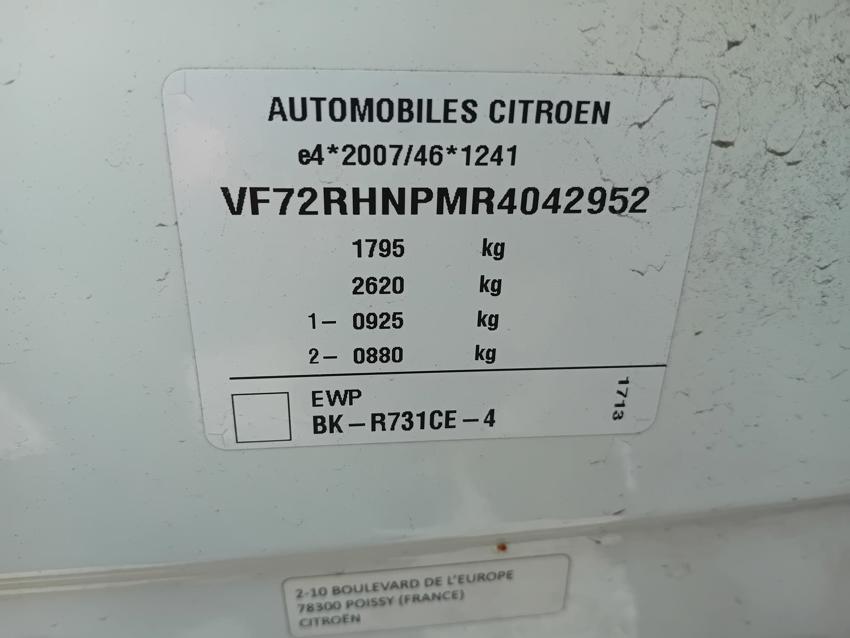 AUTOMOBILES CITROEN
e4*2007/46*1241
VF72RHNPMR4042952
1795 kg
2620 kg
1- 0925 kg
2- 0880 kg
EWP
BK-R731CE-4
1713
2-10 BOULEVARD DE L'EUROPE
78300 POISSY (FRANCE)
CITROËN